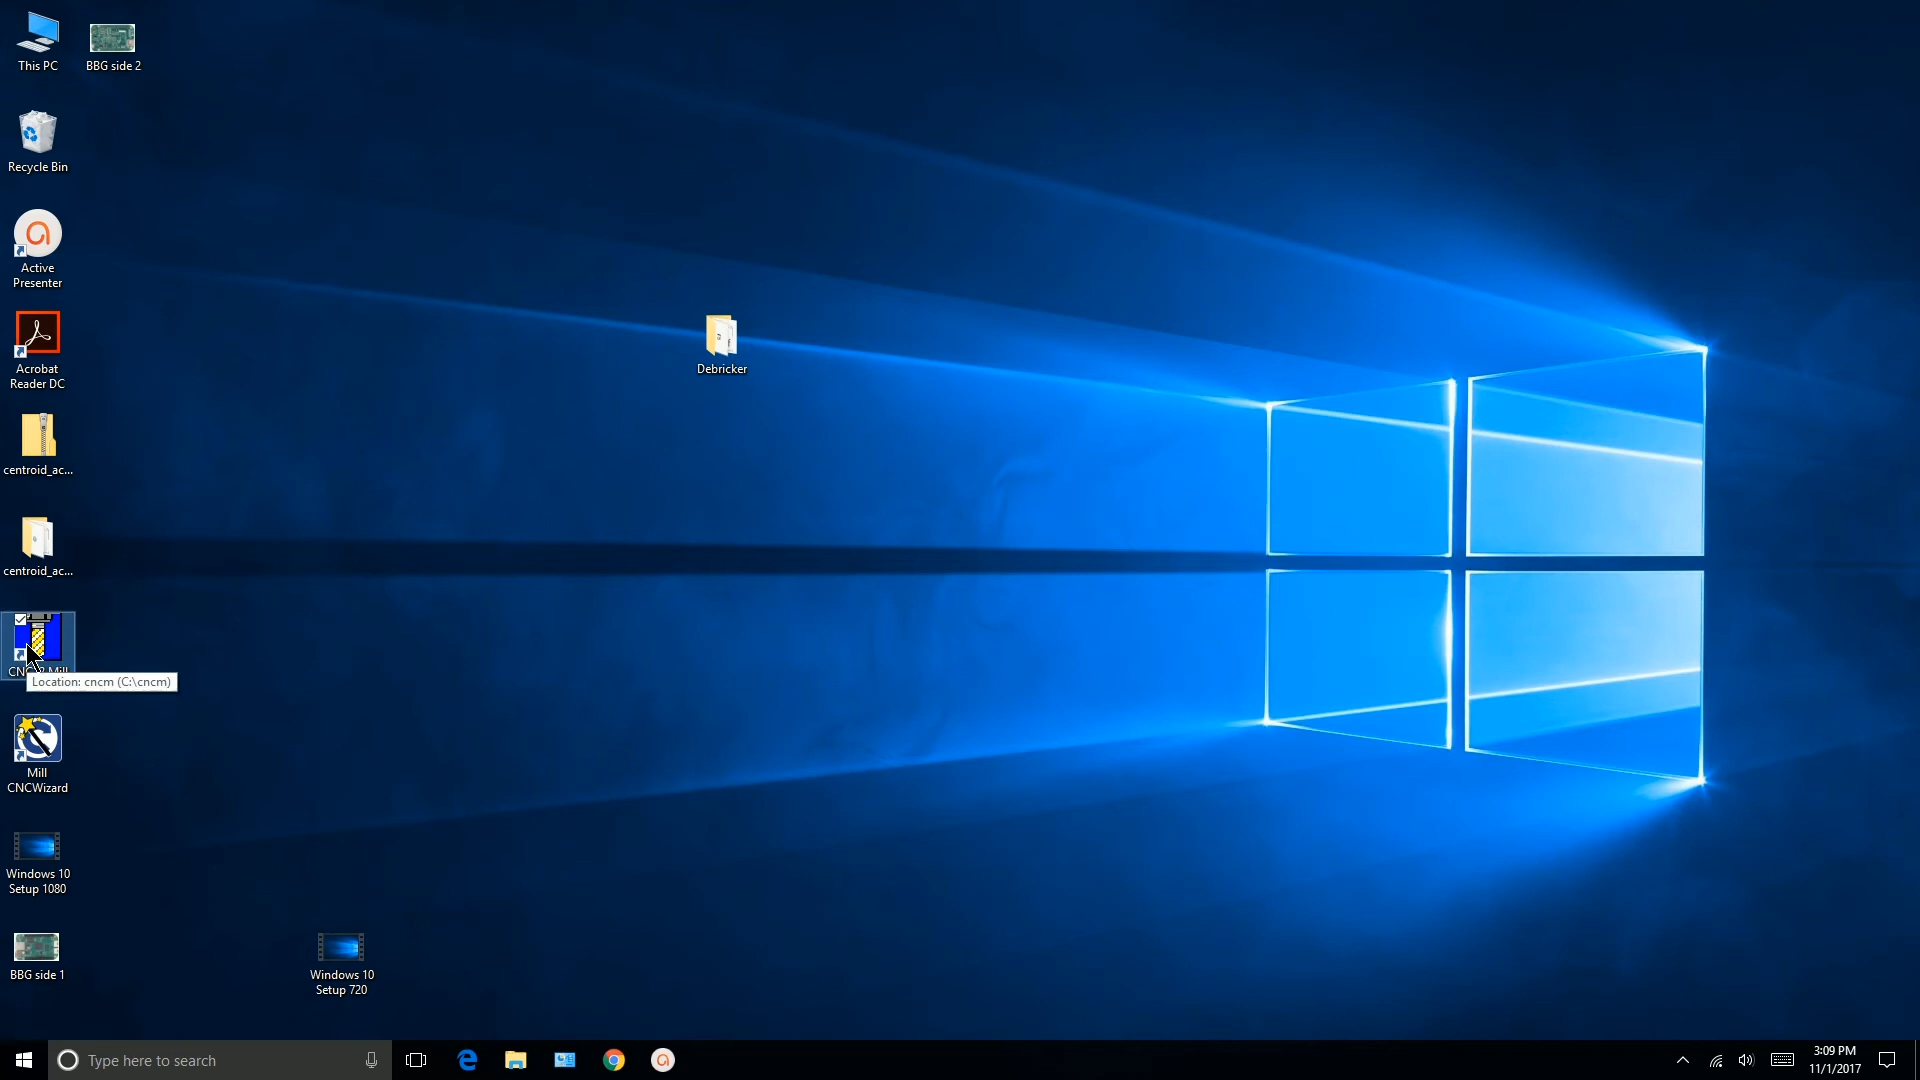 This PC
BBG side 2
Recycle Bin
Active
Presenter
Acrobat
Reader DC
Debricker
centroid_ac...
centroid_ac...
Mill
Location: cncm (C:\cncm)
Mill
CNCWizard
Windows 10
Setup 1080
BBG side 1
Windows 10
Setup 720
Type here to search
3:09 PM
11/1/2017